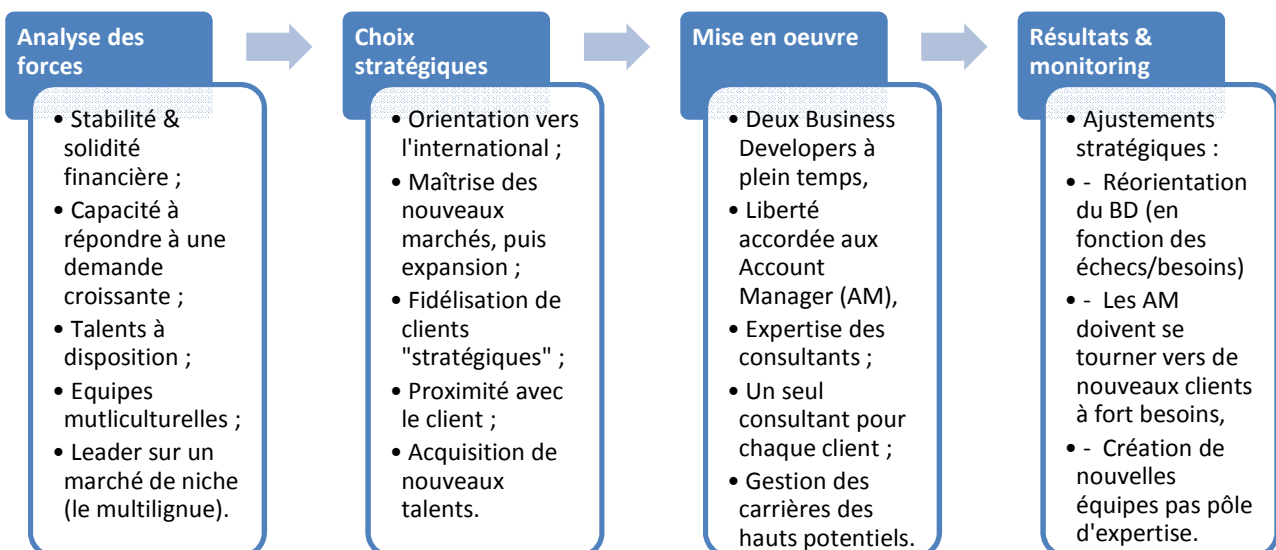 Analyse des
forces
• Stabilité &
solidité
financière ;
• Capacité à
répondre à une
demande
croissante ;
• Talents à
disposition ;
• Equipes
mutliculturelles ;
• Leader sur un
marché de niche
(le multilignue).
Choix
stratégiques
• Orientation vers
l'international ;
• Maîtrise des
nouveaux
marchés, puis
expansion ;
• Fidélisation de
clients
"stratégiques" ;
• Proximité avec
le client ;
• Acquisition de
nouveaux
talents.
Mise en oeuvre
• Deux Business
Developers à
plein temps,
• Liberté
accordée aux
Account
Manager (AM),
• Expertise des
consultants ;
• Un seul
consultant pour
chaque client ;
• Gestion des
carrières des
hauts potentiels.
Résultats &
monitoring
• Ajustements
stratégiques :
• - Réorientation
du BD (en
fonction des
échecs/besoins)
• - Les AM
doivent se
tourner vers de
nouveaux clients
à fort besoins,
• - Création de
nouvelles
équipes pas pôle
d'expertise.